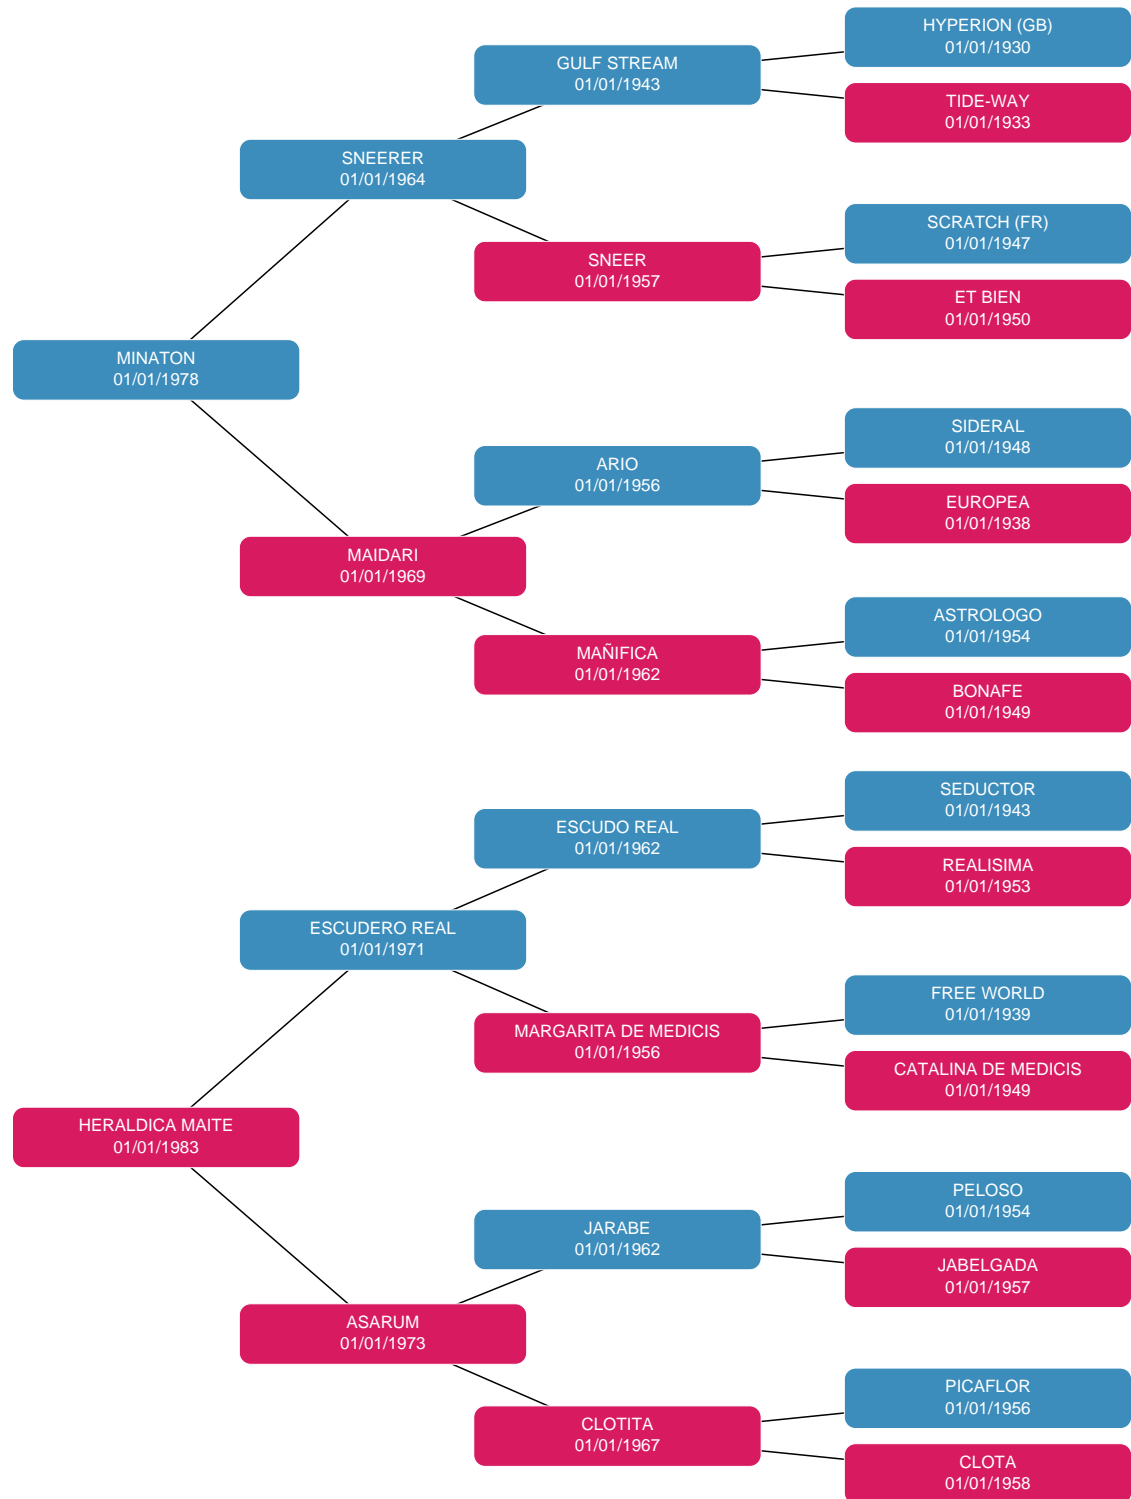 HYPERION (GB)
01/01/1930
GULF STREAM
01/01/1943
TIDE-WAY
01/01/1933
SNEERER
01/01/1964
SCRATCH (FR)
01/01/1947
SNEER
01/01/1957
ET BIEN
01/01/1950
MINATON
01/01/1978
SIDERAL
01/01/1948
ARIO
01/01/1956
EUROPEA
01/01/1938
MAIDARI
01/01/1969
ASTROLOGO
01/01/1954
MAÑIFICA
01/01/1962
BONAFE
01/01/1949
SEDUCTOR
01/01/1943
ESCUDO REAL
01/01/1962
REALISIMA
01/01/1953
ESCUDERO REAL
01/01/1971
FREE WORLD
01/01/1939
MARGARITA DE MEDICIS
01/01/1956
CATALINA DE MEDICIS
01/01/1949
HERALDICA MAITE
01/01/1983
PELOSO
01/01/1954
JARABE
01/01/1962
JABELGADA
01/01/1957
ASARUM
01/01/1973
PICAFLOR
01/01/1956
CLOTITA
01/01/1967
CLOTA
01/01/1958